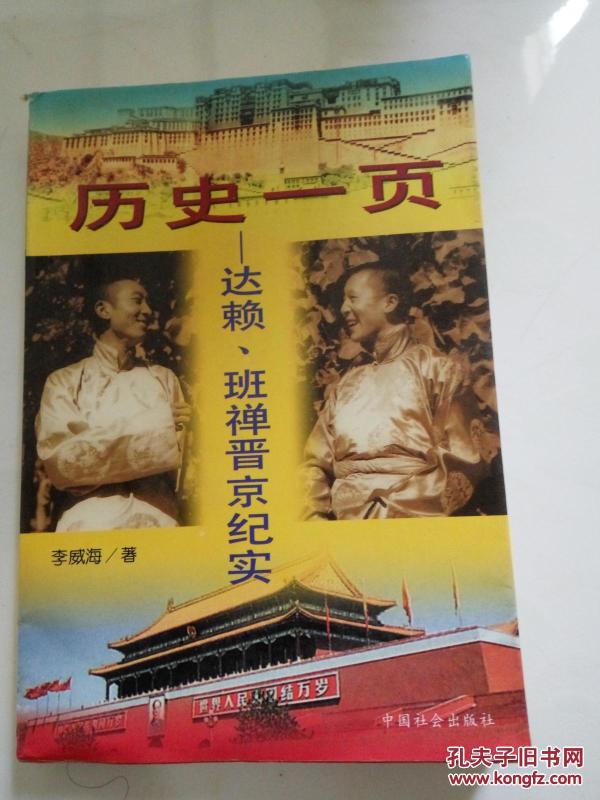 历史一页
—达赖、班禅晋京纪实
李威海/著
世界人民大团结万岁
中国社会出版社
孔夫子旧书网
www.kongfz.com